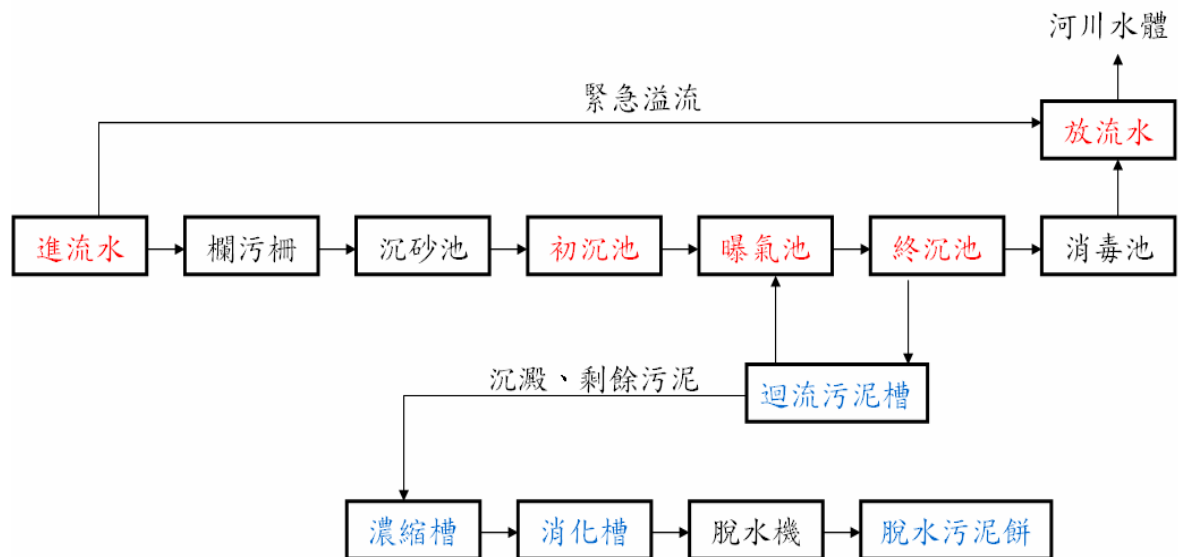 河川水體
緊急溢流
放流水
進流水
欄污柵
沉砂池
初沉池
曝氣池
終沉池
消毒池
沉澱、剩餘污泥
迴流污泥槽
濃縮槽
消化槽
脫水機
脫水污泥餅